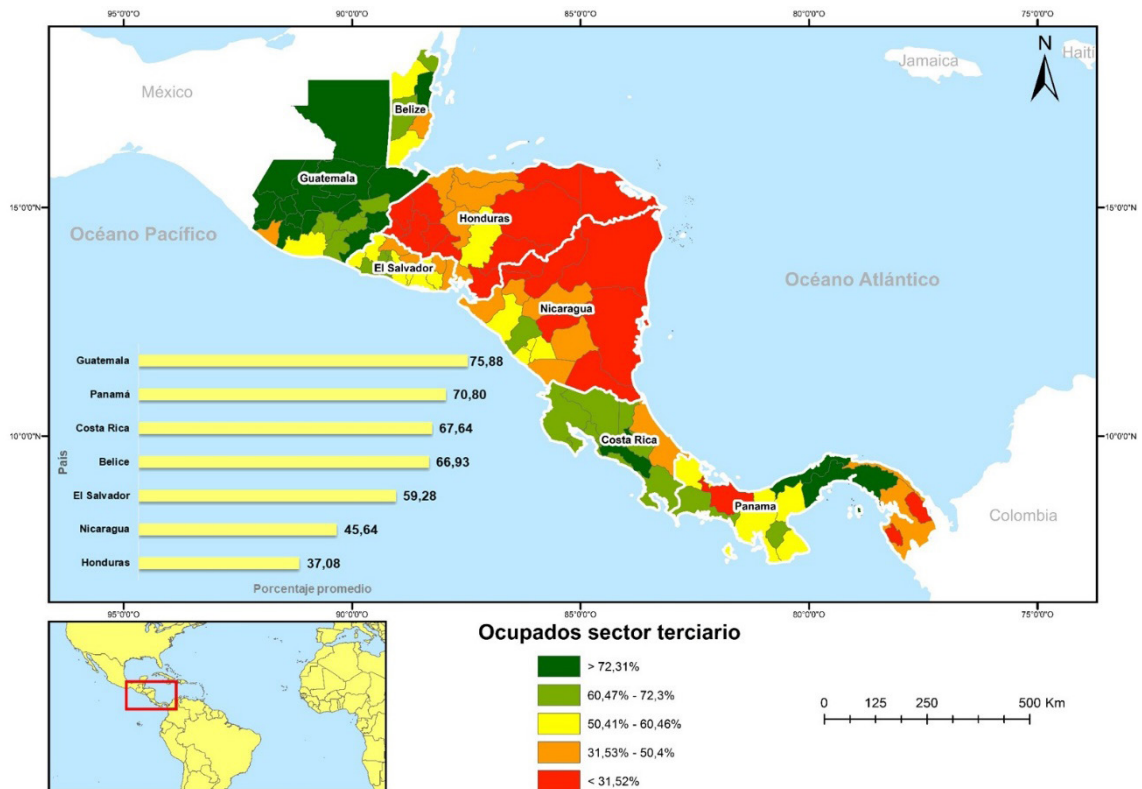 95°0'0"O
90°0'0"O
85°0'0"O
80°0'0"O
75°0'0"O
N
Jamaica
Haití
México
Belize
Guatemala
15°0'0"N
15°0'0"N
Honduras
Océano Pacífico
El Salvador
Océano Atlántico
Nicaragua
Guatemala
75,88
Panamá
70,80
Costa Rica
67,64
Belice
66,93
El Salvador
59,28
Nicaragua
45,64
Honduras
37,08
País
Porcentaje promedio
10°0'0"N
10°0'0"N
Costa Rica
Panama
Colombia
95°0'0"O
90°0'0"O
85°0'0"O
80°0'0"O
75°0'0"O
Ocupados sector terciario
> 72,31%
60,47% - 72,3%
50,41% - 60,46%
31,53% - 50,4%
< 31,52%
0 125 250 500 Km